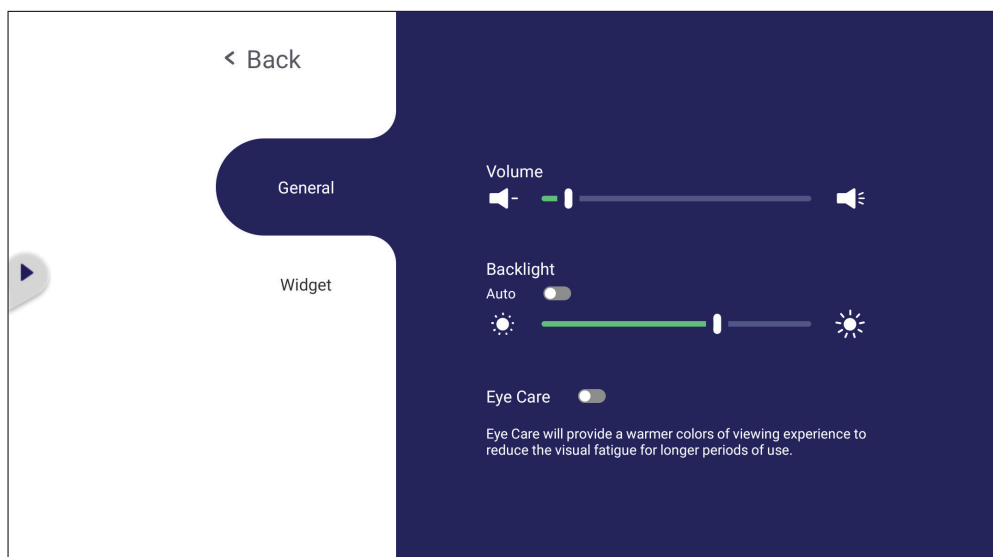 Back
General
Widget
Volume
Backlight
Auto
Eye Care
Eye Care will provide a warmer colors of viewing experience to
reduce the visual fatigue for longer periods of use.